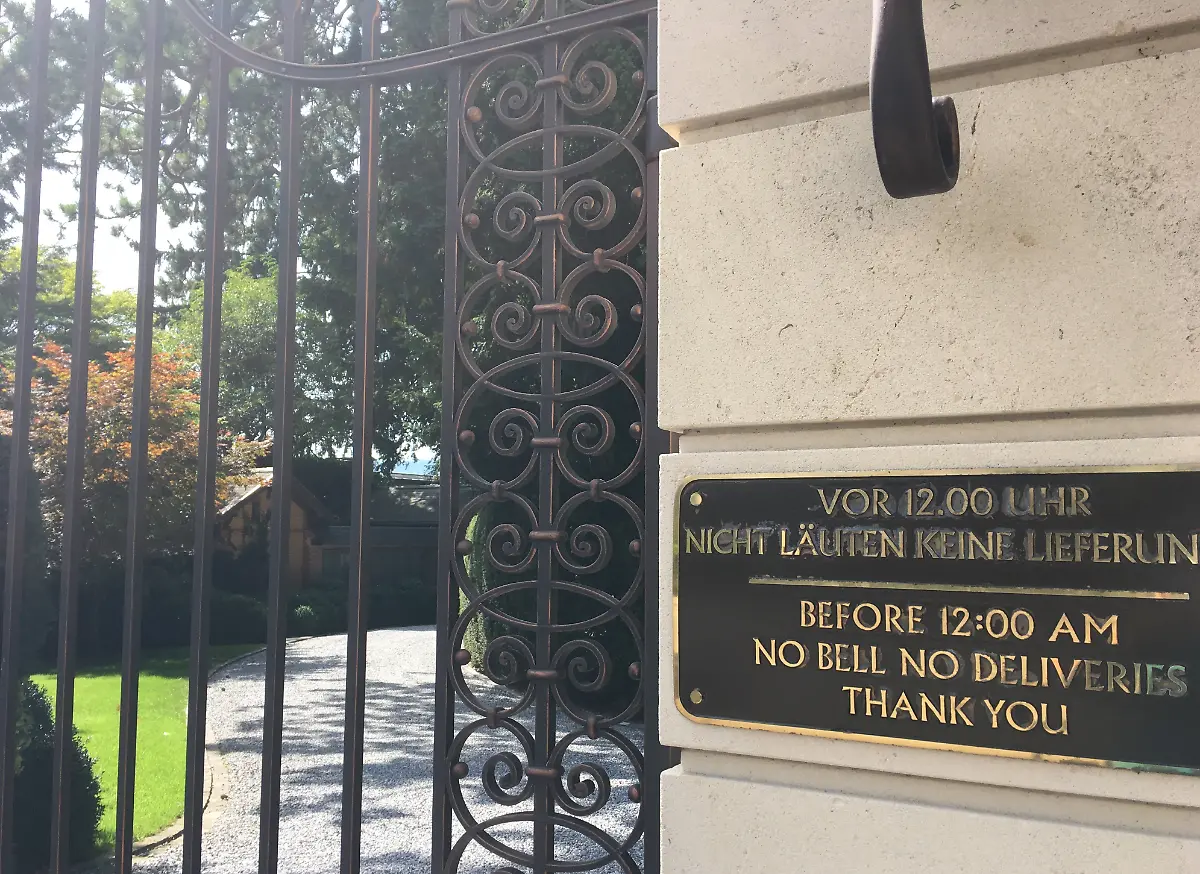 VOR 12.00 UHR
NICHT LÄUTEN KEINE LIEFERUN
BEFORE 12:00 AM
NO BELL NO DELIVERIES
THANK YOU